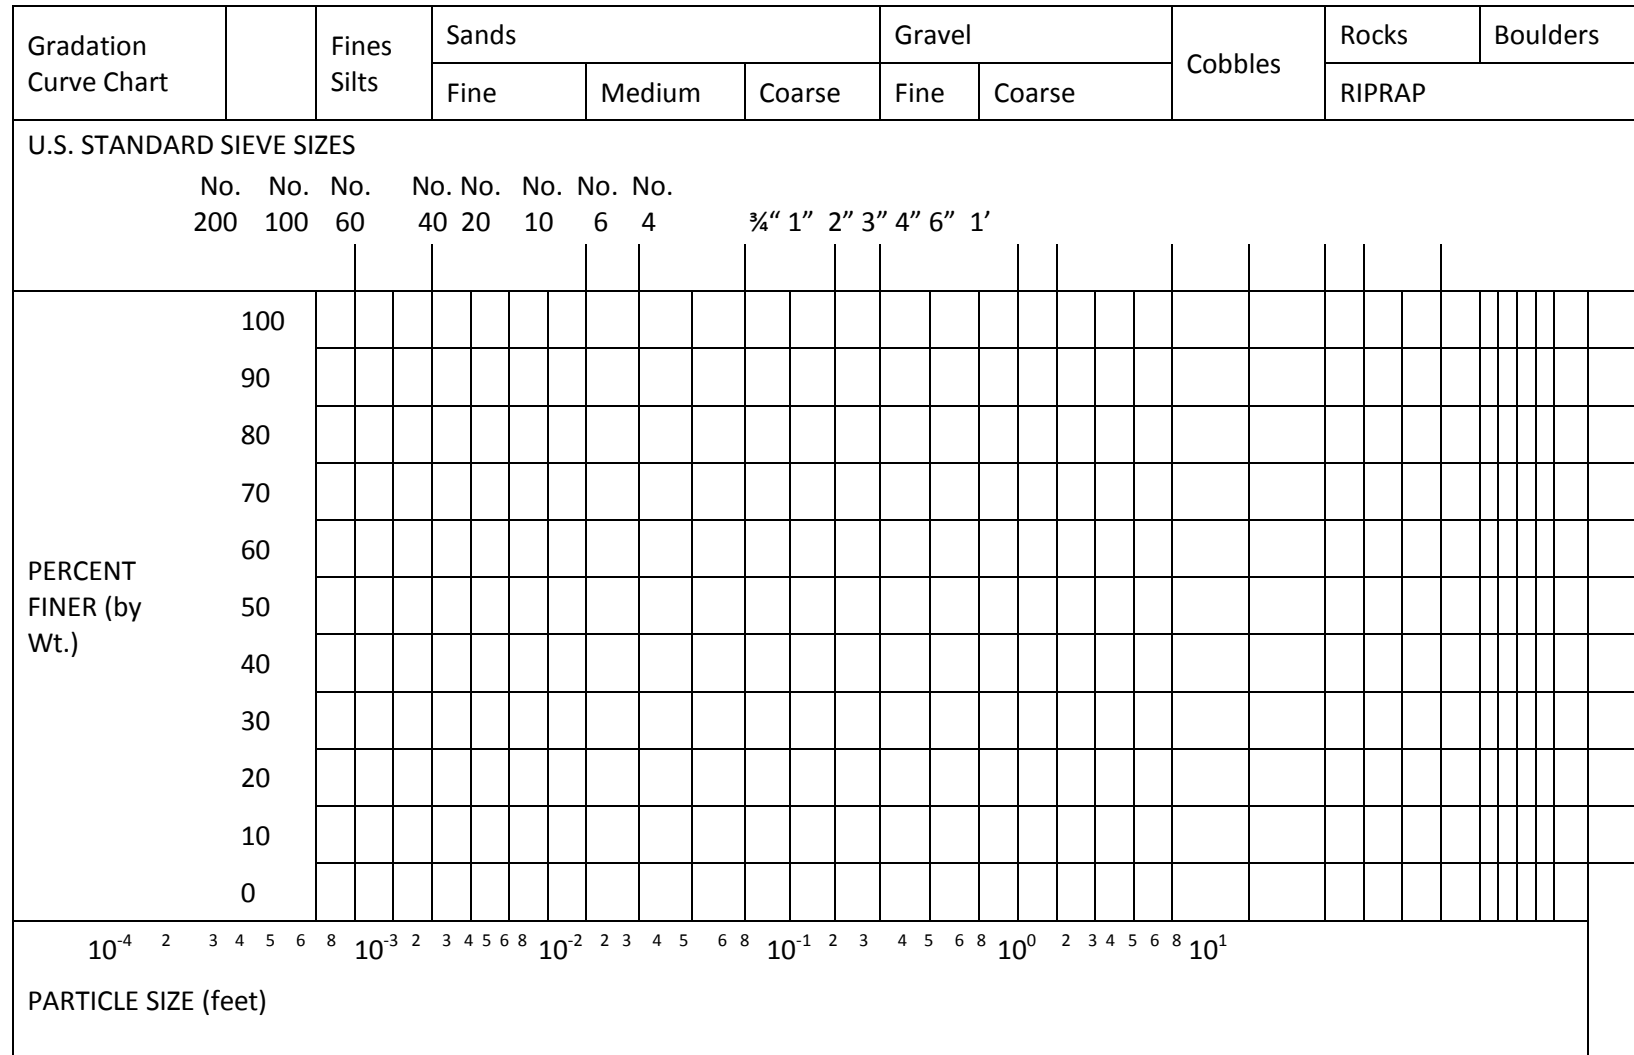 Gradation
Curve Chart
Fines
Silts
Sands
Gravel
Cobbles
Rocks
Boulders
Fine
Medium
Coarse
Fine
Coarse
RIPRAP
U.S. STANDARD SIEVE SIZES
No. No. No. No. No. No. No. No.
200 100 60 40 20 10 6 4 ¾“ 1” 2” 3” 4” 6” 1’
100
90
80
70
60
PERCENT
FINER (by
Wt.)
50
40
30
20
10
0
10⁻⁴ 2 3 4 5 6 8 10⁻³ 2 3 4 5 6 8 10⁻² 2 3 4 5 6 8 10⁻¹ 2 3 4 5 6 8 10⁰ 2 3 4 5 6 8 10¹
PARTICLE SIZE (feet)